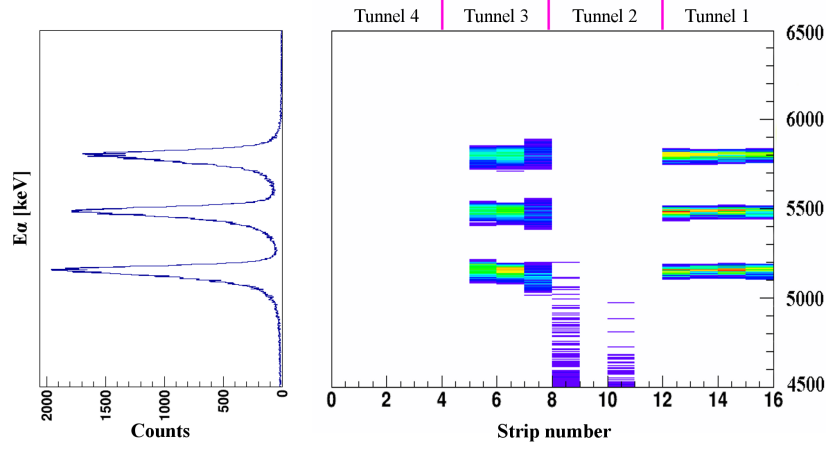 Tunnel 4 Tunnel 3 Tunnel 2 Tunnel 1
6500
6000
5500
5000
4500
Eα [keV]
2000 1500 1000 500 0
Counts
0 2 4 6 8 10 12 14 16
Strip number